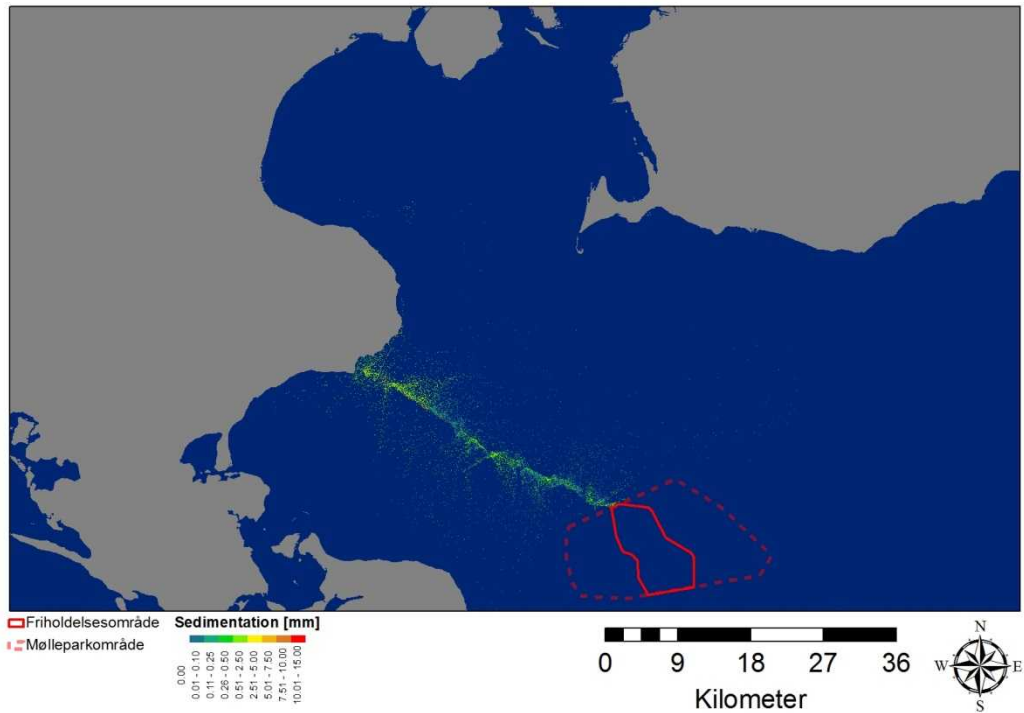 Friholdelsesområde
Mølleparkområde
Sedimentation [mm]
0.00
0.01 - 0.10
0.11 - 0.25
0.26 - 0.50
0.51 - 2.50
2.51 - 5.00
5.01 - 7.50
7.51 - 10.00
10.01 - 15.00
0 9 18 27 36
Kilometer
N
W E
S